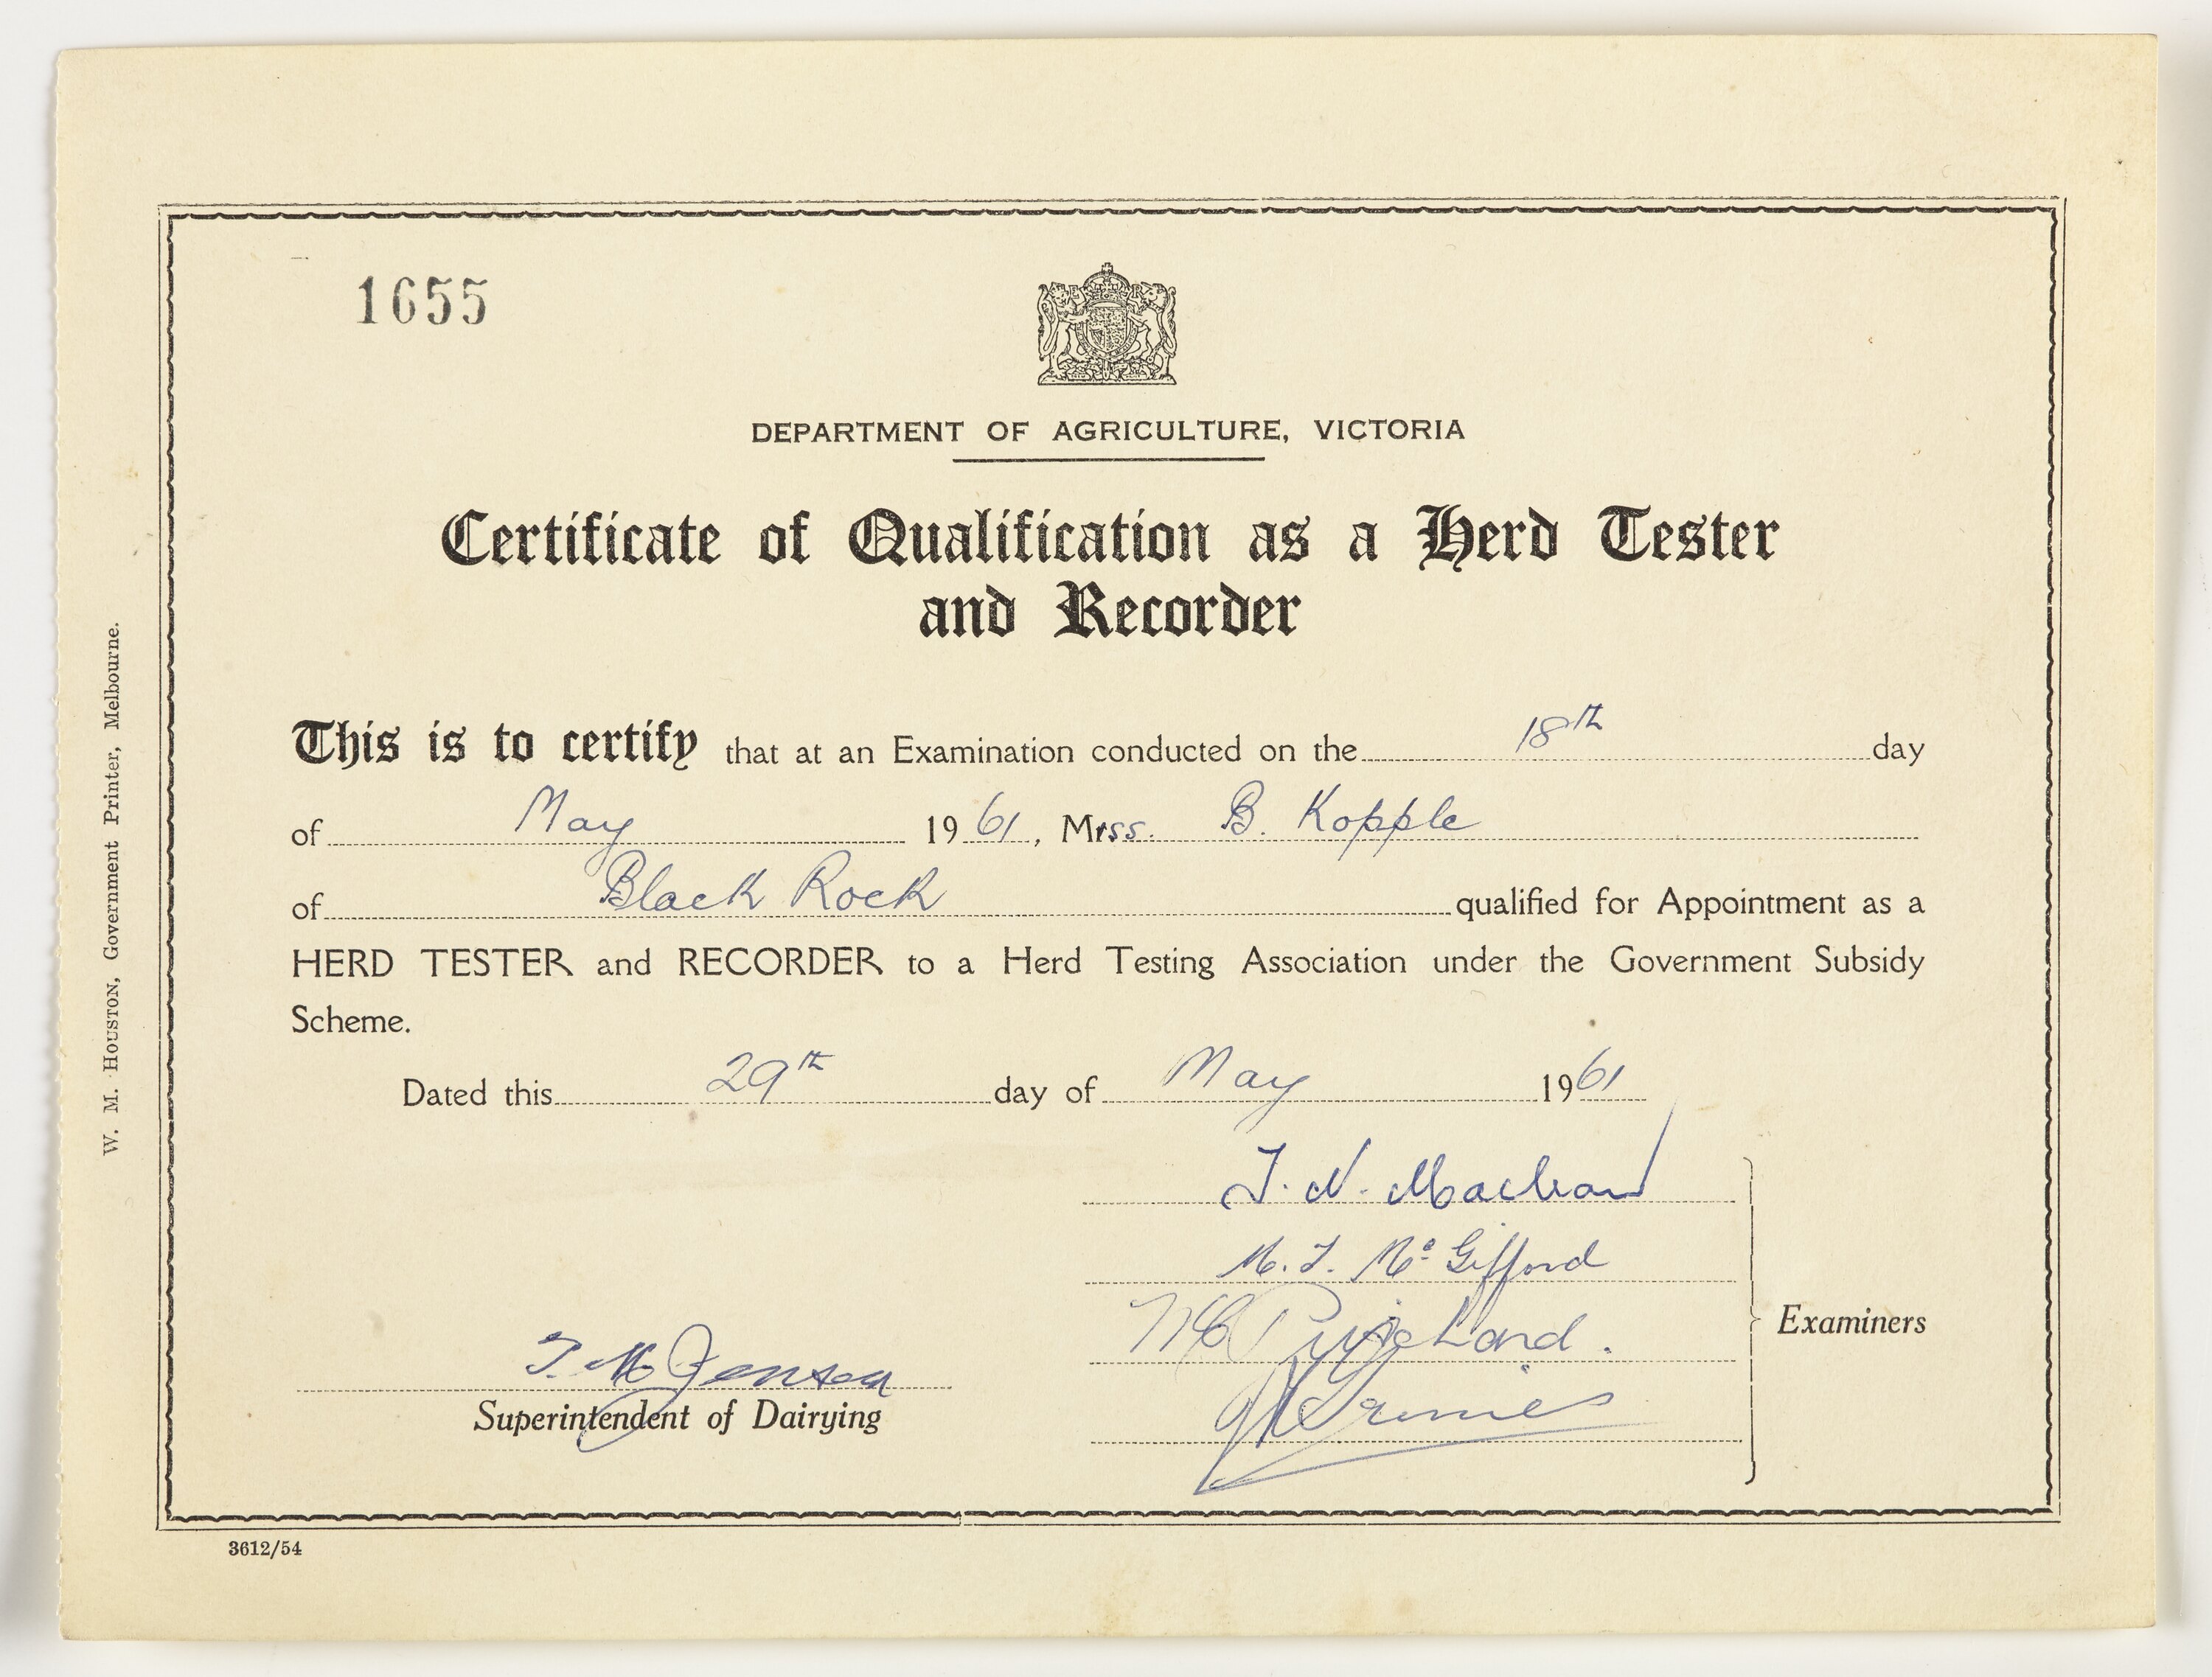 1655
DEPARTMENT OF AGRICULTURE, VICTORIA
Certificate of Qualification as a Herd Tester
and Recorder
This is to certify that at an Examination conducted on the 18th day
of May 1961, Miss. B. Kopple
of Black Rock qualified for Appointment as a
HERD TESTER and RECORDER to a Herd Testing Association under the Government Subsidy
Scheme.
Dated this 29th day of May 1961
McGifford
Examiners
Superintendent of Dairying
3612/54
W. M. HOUSTON, Government Printer, Melbourne.